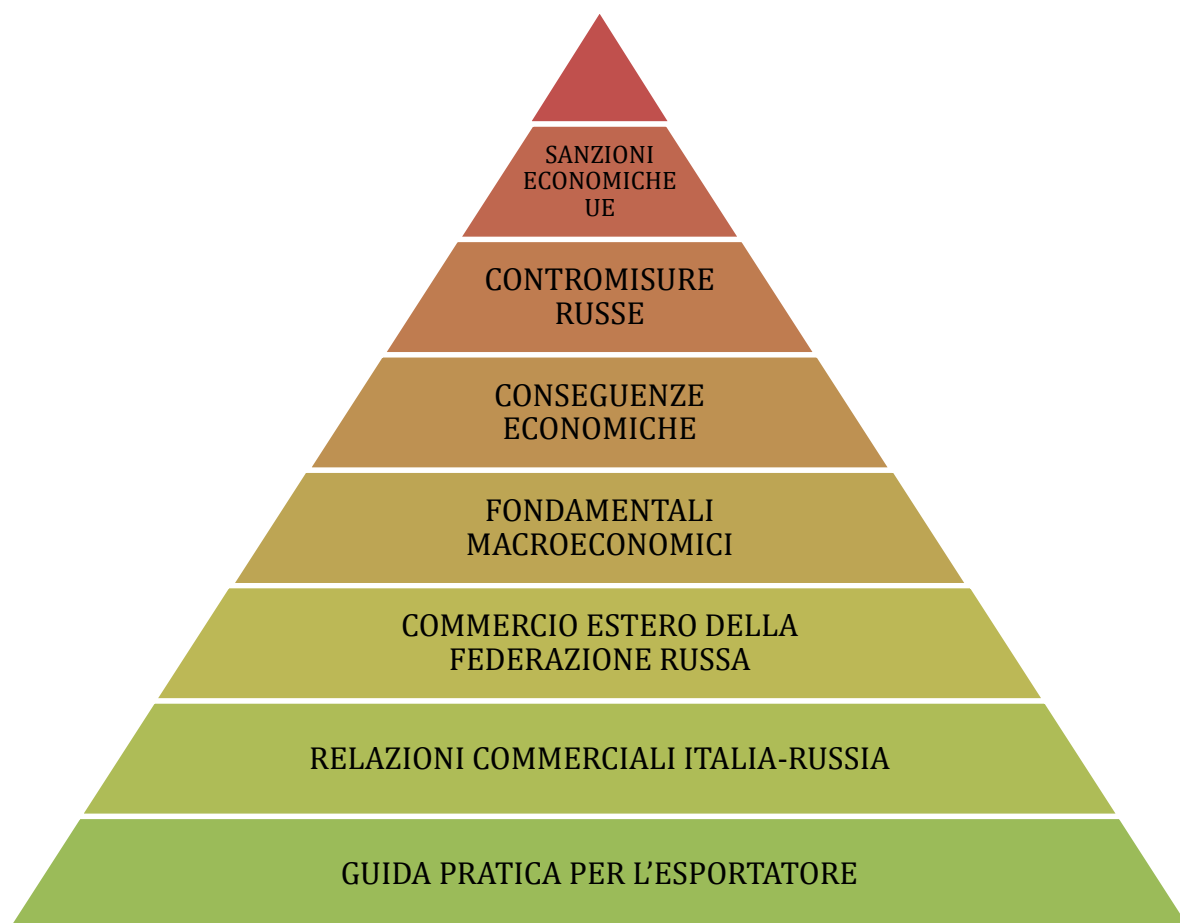 SANZIONI
ECONOMICHE
UE
CONTROMISURE
RUSSE
CONSEGUENZE
ECONOMICHE
FONDAMENTALI
MACROECONOMICI
COMMERCIO ESTERO DELLA
FEDERAZIONE RUSSA
RELAZIONI COMMERCIALI ITALIA-RUSSIA
GUIDA PRATICA PER L’ESPORTATORE